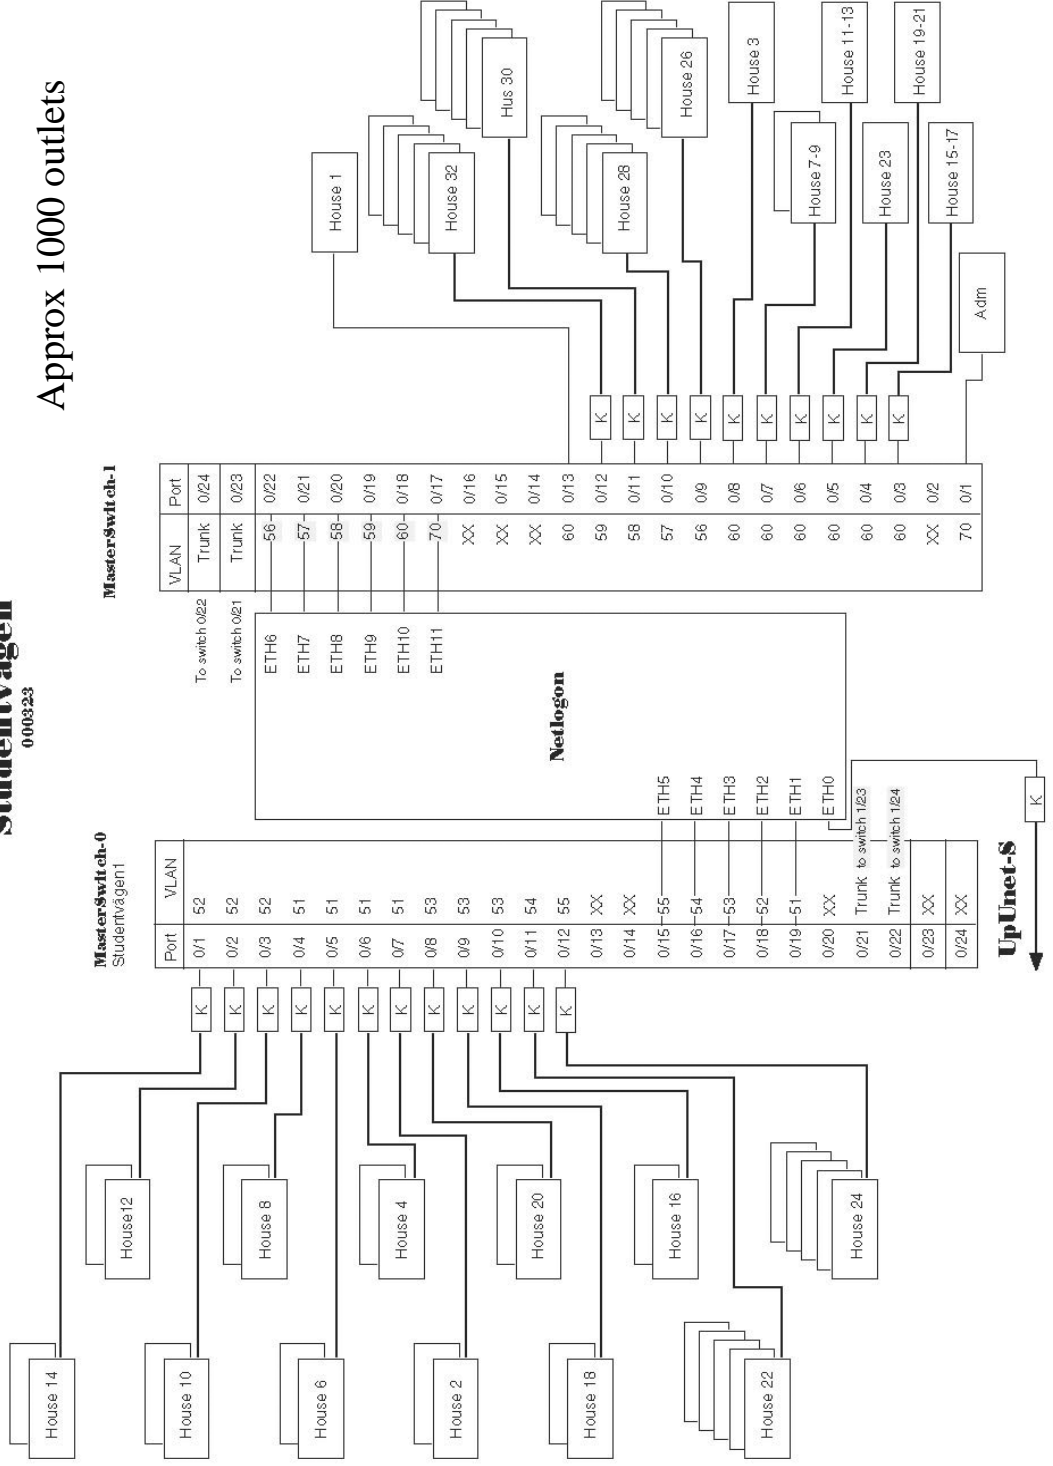 Studentvägen
000323
Approx 1000 outlets
MasterSwitch-0
Studentvägen1
Port VLAN
0/1 52
0/2 52
0/3 52
0/4 51
0/5 51
0/6 51
0/7 51
0/8 53
0/9 53
0/10 53
0/11 54
0/12 55
0/13 XX
0/14 XX
0/15 55 ETH5
0/16 54 ETH4
0/17 53 ETH3
0/18 52 ETH2
0/19 51 ETH1
0/20 XX ETH0
0/21 Trunk to switch 1/23
0/22 Trunk to switch 1/24
0/23 XX
0/24 XX
K
K
K
K
K
K
K
K
K
K
K
K
House 14
House12
House 10
House 8
House 6
House 4
House 2
House 20
House 18
House 16
House 22
House 24
Netlogon
UpUnet-S
K
MasterSwitch-1
VLAN Port
To switch 0/22 Trunk 0/24
To switch 0/21 Trunk 0/23
ETH6 56 0/22
ETH7 57 0/21
ETH8 58 0/20
ETH9 59 0/19
ETH10 60 0/18
ETH11 70 0/17
XX 0/16
XX 0/15
XX 0/14
60 0/13
59 0/12
58 0/11
57 0/10
56 0/9
60 0/8
60 0/7
60 0/6
60 0/5
60 0/4
60 0/3
XX 0/2
70 0/1
K
K
K
K
K
K
K
K
K
K
House 1
House 32
Hus 30
House 28
House 26
House 3
House 7-9
House 11-13
House 23
House 19-21
House 15-17
Adm